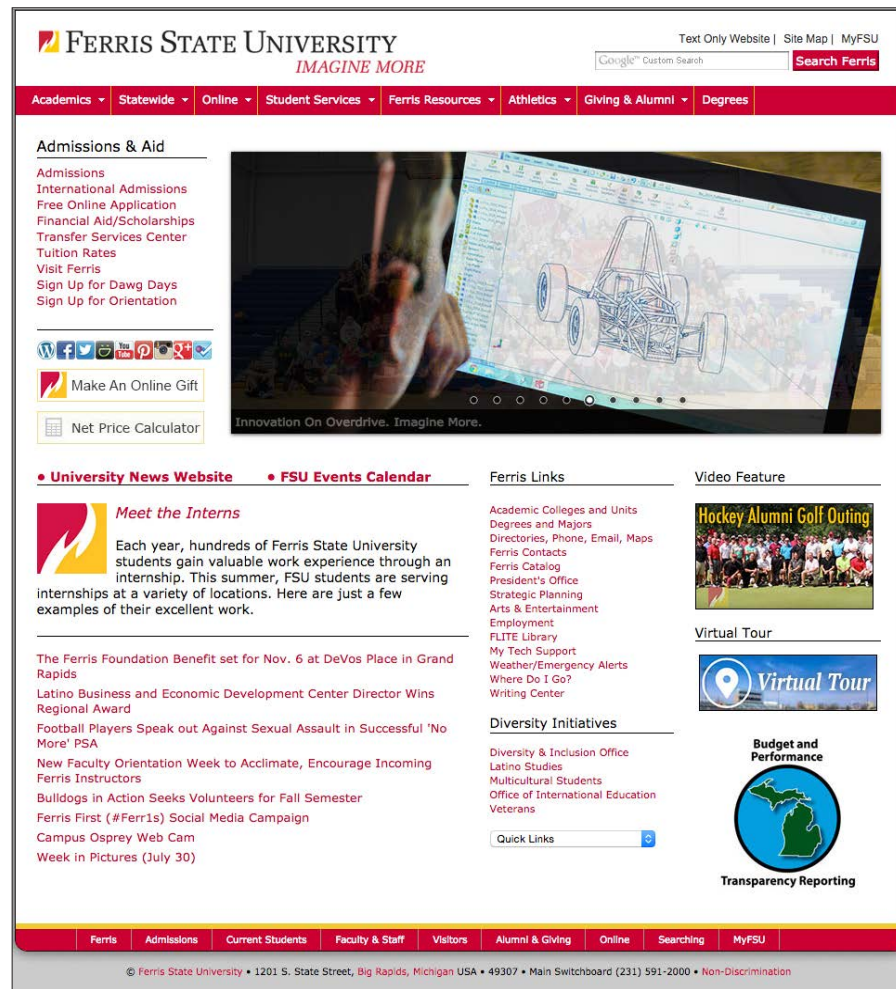 FERRIS STATE UNIVERSITY
IMAGINE MORE
Text Only Website | Site Map | MyFSU
Google™ Custom Search
Search Ferris
Academics Statewide Online Student Services Ferris Resources Athletics Giving & Alumni Degrees
Admissions & Aid
Admissions
International Admissions
Free Online Application
Financial Aid/Scholarships
Transfer Services Center
Tuition Rates
Visit Ferris
Sign Up for Dawg Days
Sign Up for Orientation
You
Tube
Make An Online Gift
Net Price Calculator
Innovation On Overdrive. Imagine More.
• University News Website • FSU Events Calendar
Meet the Interns
Each year, hundreds of Ferris State University
students gain valuable work experience through an
internship. This summer, FSU students are serving
internships at a variety of locations. Here are just a few
examples of their excellent work.
The Ferris Foundation Benefit set for Nov. 6 at DeVos Place in Grand
Rapids
Latino Business and Economic Development Center Director Wins
Regional Award
Football Players Speak out Against Sexual Assault in Successful 'No
More' PSA
New Faculty Orientation Week to Acclimate, Encourage Incoming
Ferris Instructors
Bulldogs in Action Seeks Volunteers for Fall Semester
Ferris First (#Ferr1s) Social Media Campaign
Campus Osprey Web Cam
Week in Pictures (July 30)
Ferris Links
Academic Colleges and Units
Degrees and Majors
Directories, Phone, Email, Maps
Ferris Contacts
Ferris Catalog
President's Office
Strategic Planning
Arts & Entertainment
Employment
FLITE Library
My Tech Support
Weather/Emergency Alerts
Where Do I Go?
Writing Center
Diversity Initiatives
Diversity & Inclusion Office
Latino Studies
Multicultural Students
Office of International Education
Veterans
Quick Links
Video Feature
Hockey Alumni Golf Outing
Virtual Tour
Virtual Tour
Budget and
Performance
Transparency Reporting
Ferris Admissions Current Students Faculty & Staff Visitors Alumni & Giving Online Searching MyFSU
© Ferris State University • 1201 S. State Street, Big Rapids, Michigan USA • 49307 • Main Switchboard (231) 591-2000 • Non-Discrimination